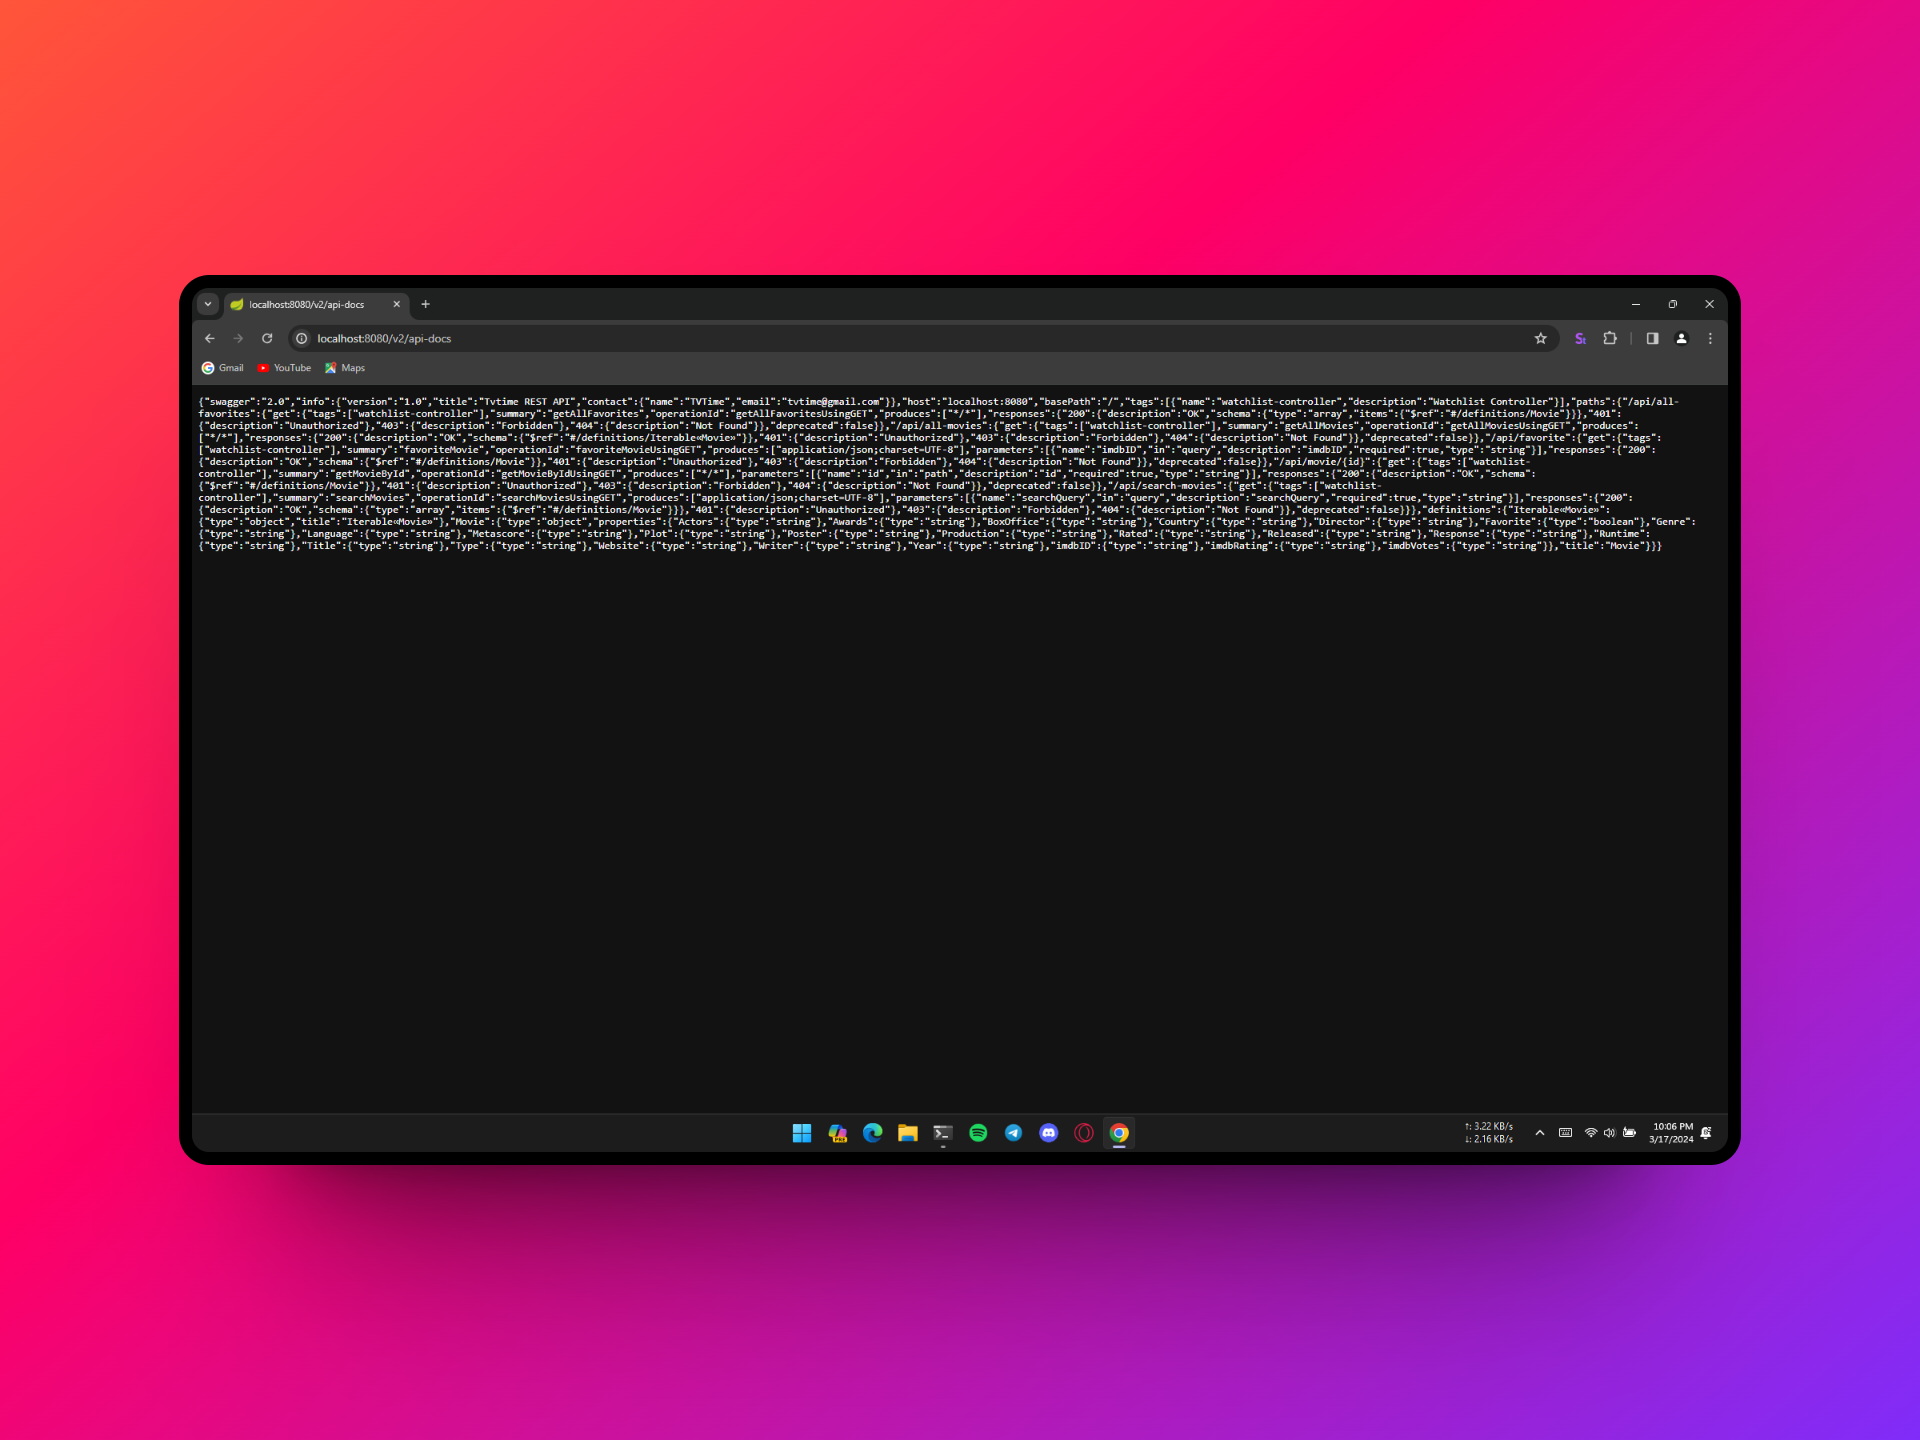 localhost:8080/v2/api-docs
localhost:8080/v2/api-docs
St
Gmail YouTube Maps
{"swagger":"2.0","info":{"version":"1.0","title":"Tvtime REST API","contact":{"name":"TVTime","email":"tvtime@gmail.com"}},"host":"localhost:8080","basePath":"/","tags":[{"name":"watchlist-controller","description":"Watchlist Controller"}],"paths":{"/api/all-
favorites":{"get":{"tags":["watchlist-controller"],"summary":"getAllFavorites","operationId":"getAllFavoritesUsingGET","produces":["*/*"],"responses":{"200":{"description":"OK","schema":{"type":"array","items":{"$ref":"#/definitions/Movie"}}},"401":
{"description":"Unauthorized"},"403":{"description":"Forbidden"},"404":{"description":"Not Found"}},"deprecated":false}},"/api/all-movies":{"get":{"tags":["watchlist-controller"],"summary":"getAllMovies","operationId":"getAllMoviesUsingGET","produces":
["*/*"],"responses":{"200":{"description":"OK","schema":{"$ref":"#/definitions/Iterable«Movie»"}},"401":{"description":"Unauthorized"},"403":{"description":"Forbidden"},"404":{"description":"Not Found"}},"deprecated":false}},"/api/favorite":{"get":{"tags":
["watchlist-controller"],"summary":"favoriteMovie","operationId":"favoriteMovieUsingGET","produces":["application/json;charset=UTF-8"],"parameters":[{"name":"imdbID","in":"query","description":"imdbID","required":true,"type":"string"}],"responses":{"200":
{"description":"OK","schema":{"$ref":"#/definitions/Movie"}},"401":{"description":"Unauthorized"},"403":{"description":"Forbidden"},"404":{"description":"Not Found"}},"deprecated":false}},"/api/movie/{id}":{"get":{"tags":["watchlist-
controller"],"summary":"getMovieById","operationId":"getMovieByIdUsingGET","produces":["*/*"],"parameters":[{"name":"id","in":"path","description":"id","required":true,"type":"string"}],"responses":{"200":{"description":"OK","schema":
{"$ref":"#/definitions/Movie"}},"401":{"description":"Unauthorized"},"403":{"description":"Forbidden"},"404":{"description":"Not Found"}},"deprecated":false}},"/api/search-movies":{"get":{"tags":["watchlist-
controller"],"summary":"searchMovies","operationId":"searchMoviesUsingGET","produces":["application/json;charset=UTF-8"],"parameters":[{"name":"searchQuery","in":"query","description":"searchQuery","required":true,"type":"string"}],"responses":{"200":
{"description":"OK","schema":{"type":"array","items":{"$ref":"#/definitions/Movie"}}},"401":{"description":"Unauthorized"},"403":{"description":"Forbidden"},"404":{"description":"Not Found"}},"deprecated":false}}},"definitions":{"Iterable«Movie»":
{"type":"object","title":"Iterable«Movie»"},"Movie":{"type":"object","properties":{"Actors":{"type":"string"},"Awards":{"type":"string"},"BoxOffice":{"type":"string"},"Country":{"type":"string"},"Director":{"type":"string"},"Favorite":{"type":"boolean"},"Genre":
{"type":"string"},"Language":{"type":"string"},"Metascore":{"type":"string"},"Plot":{"type":"string"},"Poster":{"type":"string"},"Production":{"type":"string"},"Rated":{"type":"string"},"Released":{"type":"string"},"Response":{"type":"string"},"Runtime":
{"type":"string"},"Title":{"type":"string"},"Type":{"type":"string"},"Website":{"type":"string"},"Writer":{"type":"string"},"Year":{"type":"string"},"imdbID":{"type":"string"},"imdbRating":{"type":"string"},"imdbVotes":{"type":"string"}},"title":"Movie"}}}
PRE
↑: 3.22 KB/s
↓: 2.16 KB/s
10:06 PM
3/17/2024